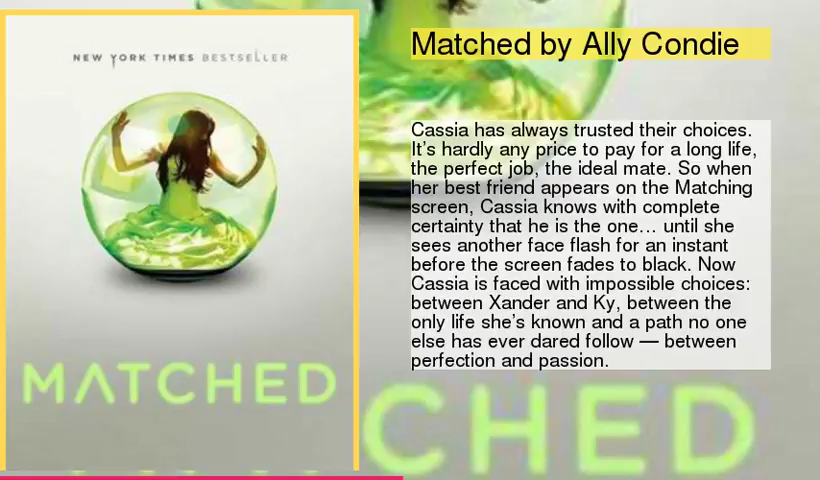 NEW YORK TIMES BESTSELLER
MATCHED
Matched by Ally Condie
Cassia has always trusted their choices.
It's hardly any price to pay for a long life,
the perfect job, the ideal mate. So when
her best friend appears on the Matching
screen, Cassia knows with complete
certainty that he is the one… until she
sees another face flash for an instant
before the screen fades to black. Now
Cassia is faced with impossible choices:
between Xander and Ky, between the
only life she's known and a path no one
else has ever dared follow — between
perfection and passion.
CHED